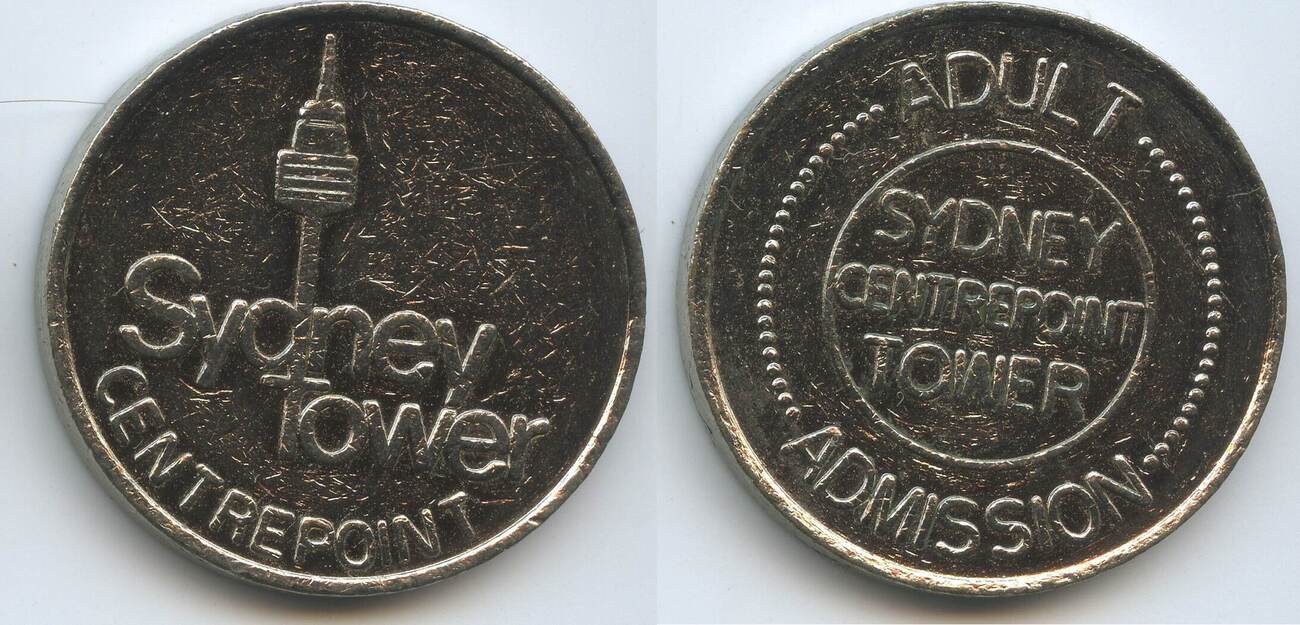 Sydney
Tower
CENTREPOINT
ADULT
SYDNEY
CENTREPOINT
TOWER
ADMISSION